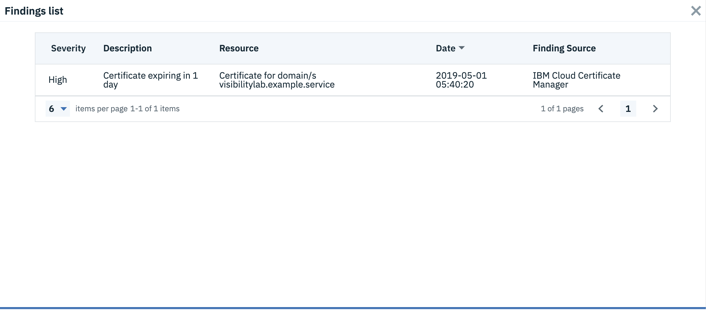 Findings list
Severity Description Resource Date Finding Source
High Certificate expiring in 1 day Certificate for domain/s visibilitylab.example.service 2019-05-01 05:40:20 IBM Cloud Certificate Manager
6 items per page 1-1 of 1 items 1 of 1 pages 1